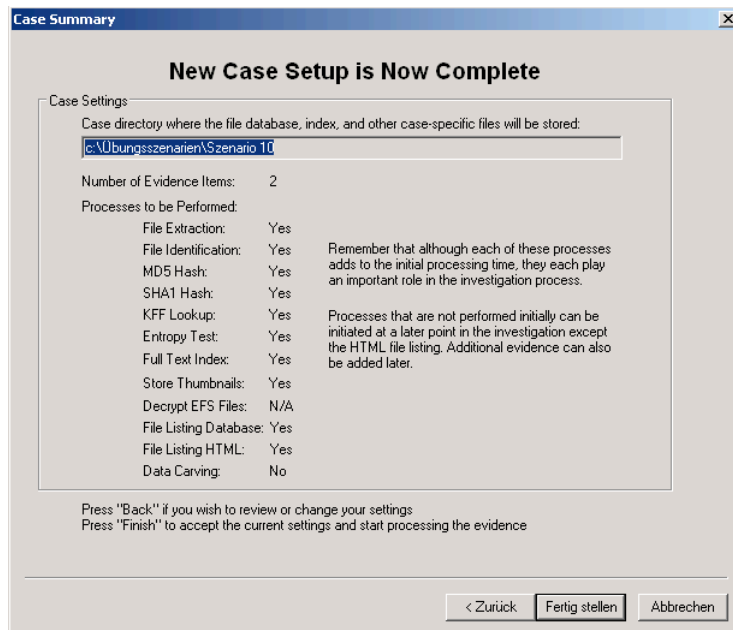 Case Summary
New Case Setup is Now Complete
Case Settings
Case directory where the file database, index, and other case-specific files will be stored:
c:\Übungsszenarien\Szenario 10
Number of Evidence Items: 2
Processes to be Performed:
File Extraction: Yes
File Identification: Yes
MD5 Hash: Yes
SHA1 Hash: Yes
KFF Lookup: Yes
Entropy Test: Yes
Full Text Index: Yes
Store Thumbnails: Yes
Decrypt EFS Files: N/A
File Listing Database: Yes
File Listing HTML: Yes
Data Carving: No
Remember that although each of these processes
adds to the initial processing time, they each play
an important role in the investigation process.
Processes that are not performed initially can be
initiated at a later point in the investigation except
the HTML file listing. Additional evidence can also
be added later.
Press "Back" if you wish to review or change your settings
Press "Finish" to accept the current settings and start processing the evidence
< Zurück
Fertig stellen
Abbrechen